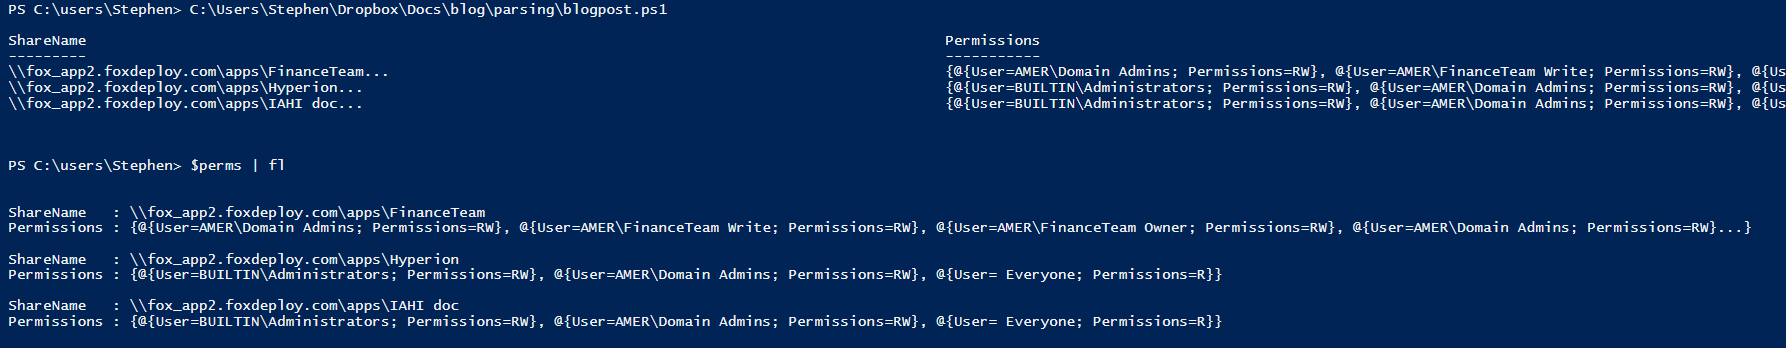 PS C:\users\Stephen> C:\Users\Stephen\Dropbox\Docs\blog\parsing\blogpost.ps1
ShareName Permissions
--------- -----------
\\fox_app2.foxdeploy.com\apps\FinanceTeam... {@{User=AMER\Domain Admins; Permissions=RW}, @{User=AMER\FinanceTeam Write; Permissions=RW}, @{Us
\\fox_app2.foxdeploy.com\apps\Hyperion... {@{User=BUILTIN\Administrators; Permissions=RW}, @{User=AMER\Domain Admins; Permissions=RW}, @{Us
\\fox_app2.foxdeploy.com\apps\IAHI doc... {@{User=BUILTIN\Administrators; Permissions=RW}, @{User=AMER\Domain Admins; Permissions=RW}, @{Us
PS C:\users\Stephen> $perms | fl
ShareName   : \\fox_app2.foxdeploy.com\apps\FinanceTeam
Permissions : {@{User=AMER\Domain Admins; Permissions=RW}, @{User=AMER\FinanceTeam Write; Permissions=RW}, @{User=AMER\FinanceTeam Owner; Permissions=RW}, @{User=AMER\Domain Admins; Permissions=RW}...}
ShareName   : \\fox_app2.foxdeploy.com\apps\Hyperion
Permissions : {@{User=BUILTIN\Administrators; Permissions=RW}, @{User=AMER\Domain Admins; Permissions=RW}, @{User= Everyone; Permissions=R}}
ShareName   : \\fox_app2.foxdeploy.com\apps\IAHI doc
Permissions : {@{User=BUILTIN\Administrators; Permissions=RW}, @{User=AMER\Domain Admins; Permissions=RW}, @{User= Everyone; Permissions=R}}